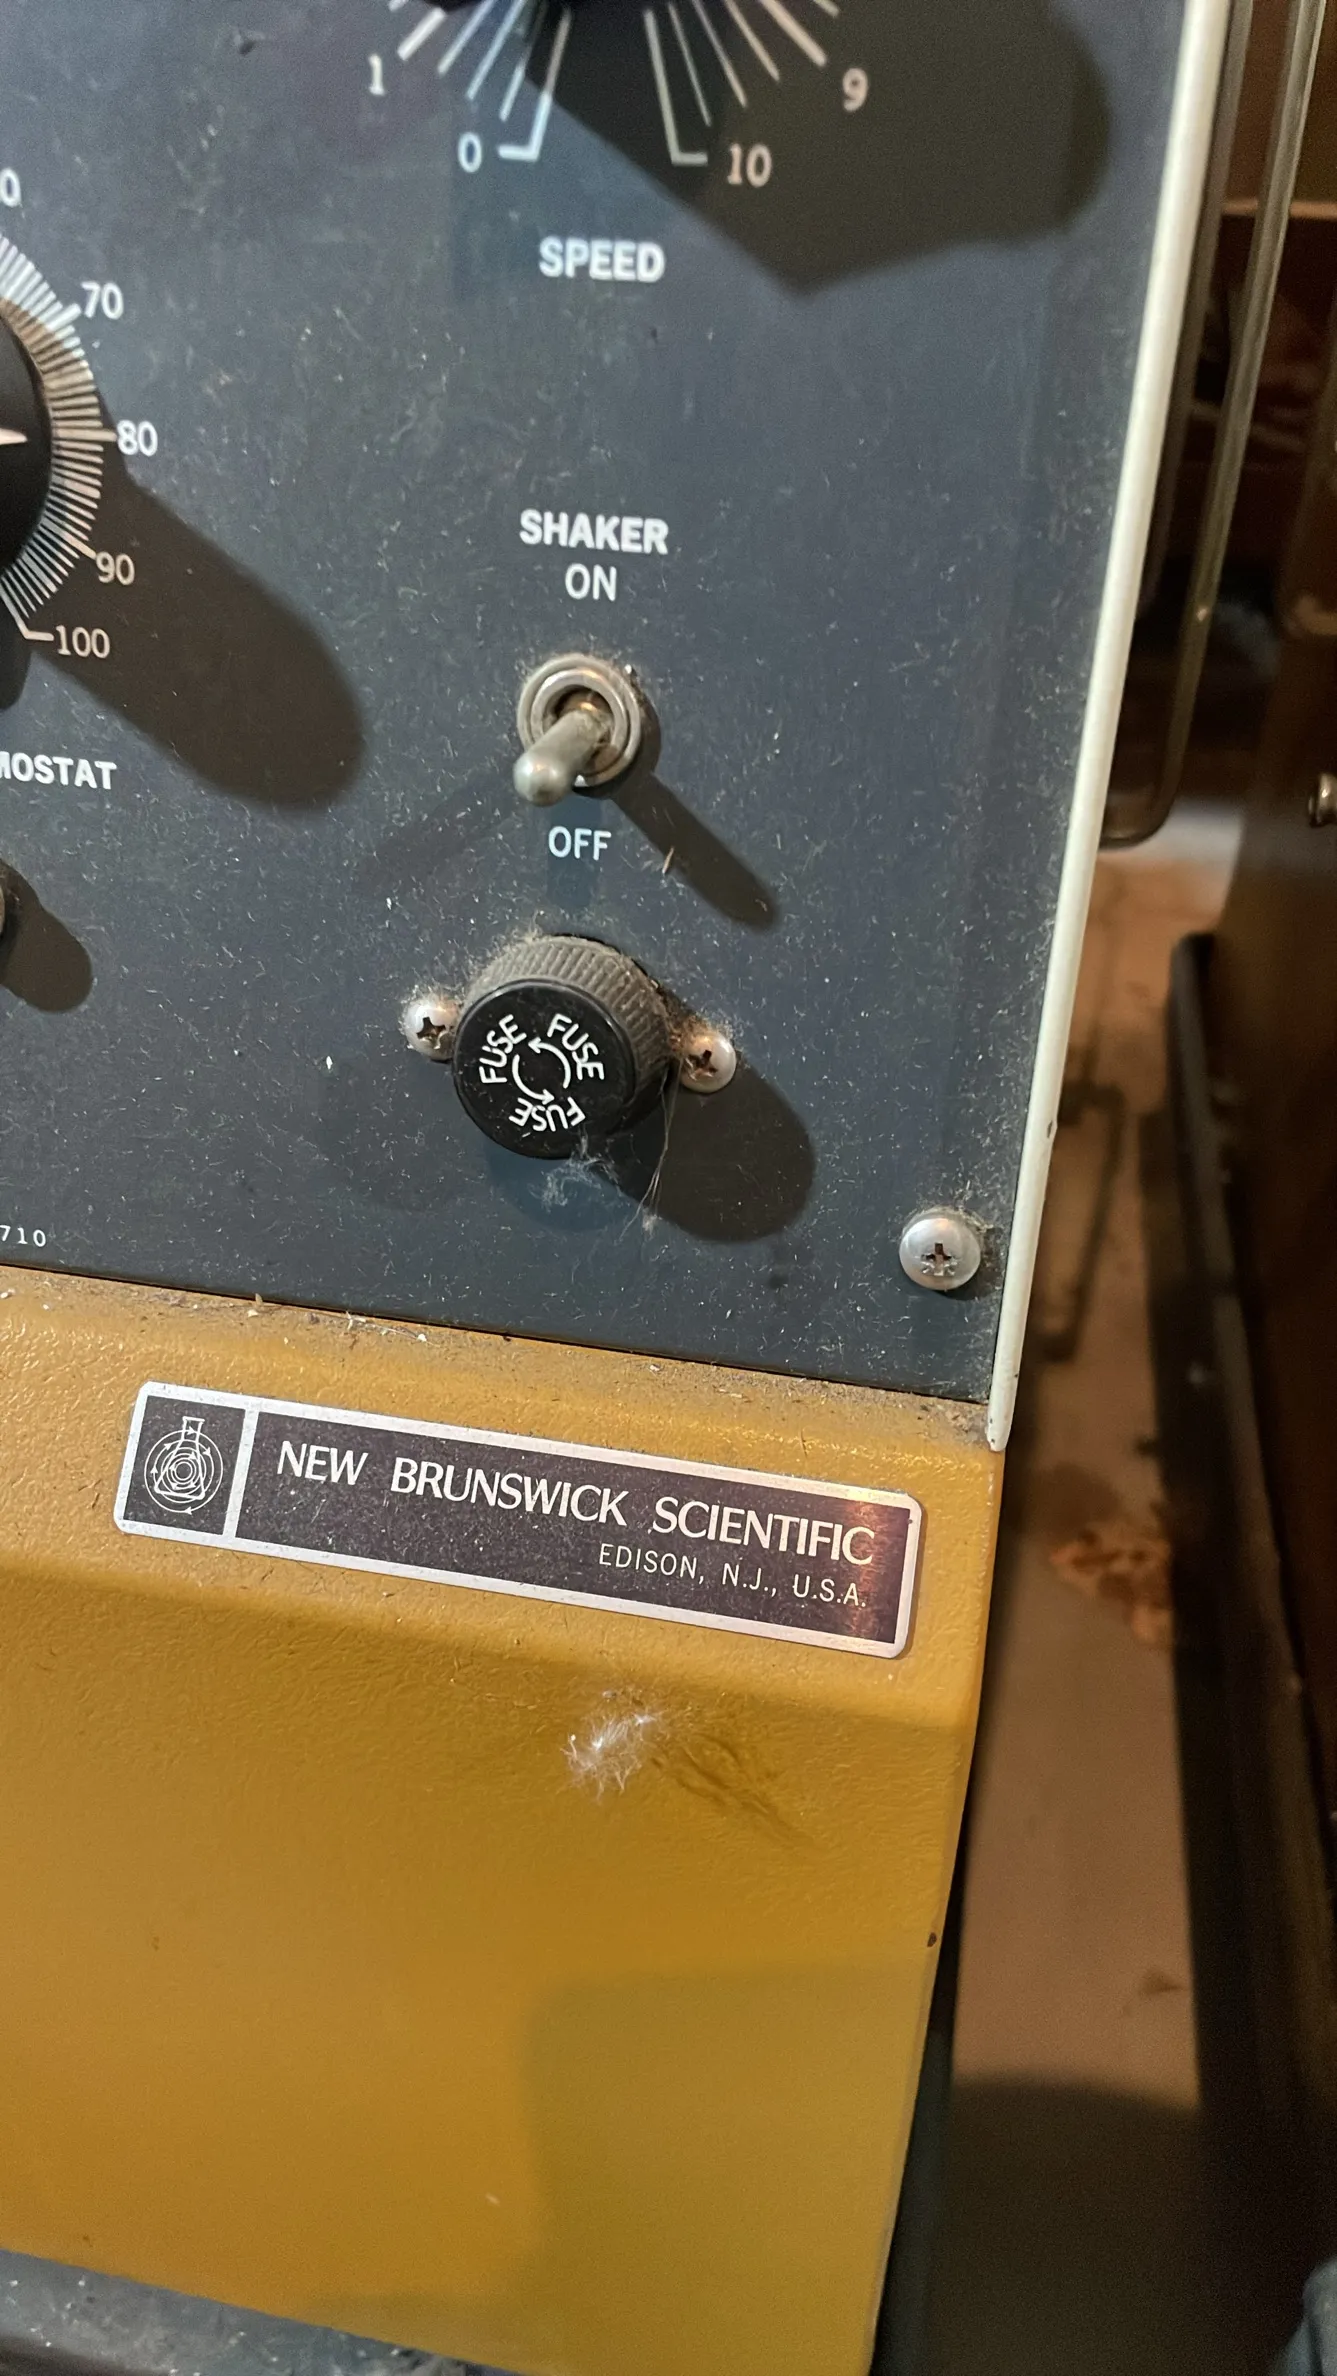 1
9
0
10
SPEED
0
70
80
90
100
MOSTAT
SHAKER
ON
OFF
FUSE FUSE FUSE
710
NEW BRUNSWICK SCIENTIFIC
EDISON, N.J., U.S.A.